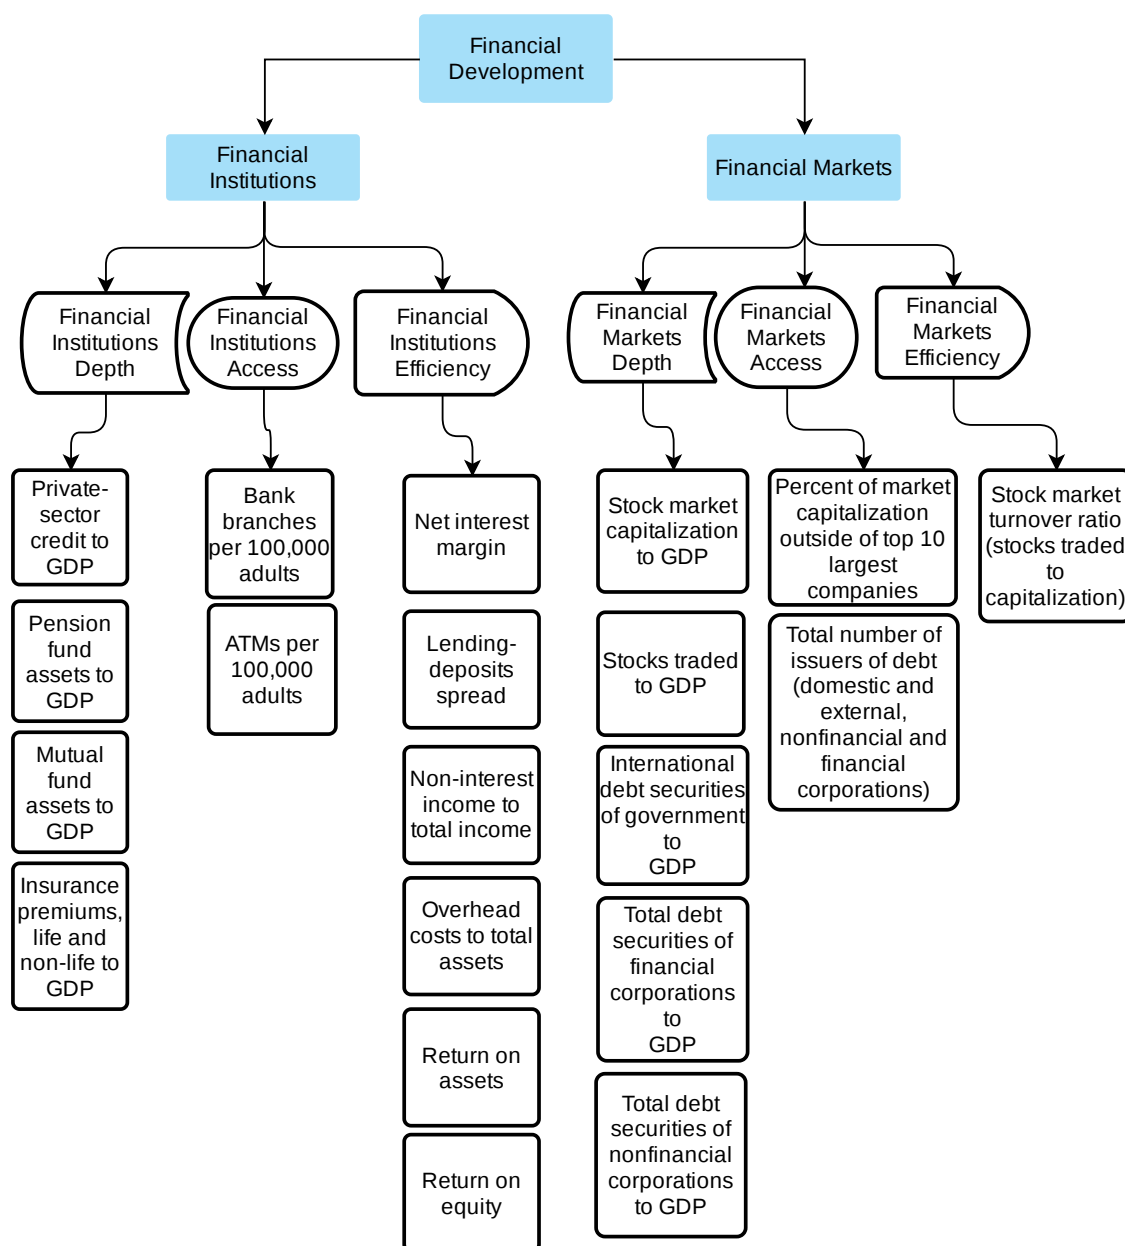 Financial
Development
Financial
Institutions
Financial Markets
Financial
Institutions
Depth
Financial
Institutions
Access
Financial
Institutions
Efficiency
Financial
Markets
Depth
Financial
Markets
Access
Financial
Markets
Efficiency
Private-
sector
credit to
GDP
Pension
fund
assets to
GDP
Mutual
fund
assets to
GDP
Insurance
premiums,
life and
non-life to
GDP
Bank
branches
per 100,000
adults
ATMs per
100,000
adults
Net interest
margin
Lending-
deposits
spread
Non-interest
income to
total income
Overhead
costs to total
assets
Return on
assets
Return on
equity
Stock market
capitalization
to GDP
Stocks traded
to GDP
International
debt securities
of government
to
GDP
Total debt
securities of
financial
corporations
to
GDP
Total debt
securities of
nonfinancial
corporations
to GDP
Percent of market
capitalization
outside of top 10
largest
companies
Total number of
issuers of debt
(domestic and
external,
nonfinancial and
financial
corporations)
Stock market
turnover ratio
(stocks traded
to
capitalization)